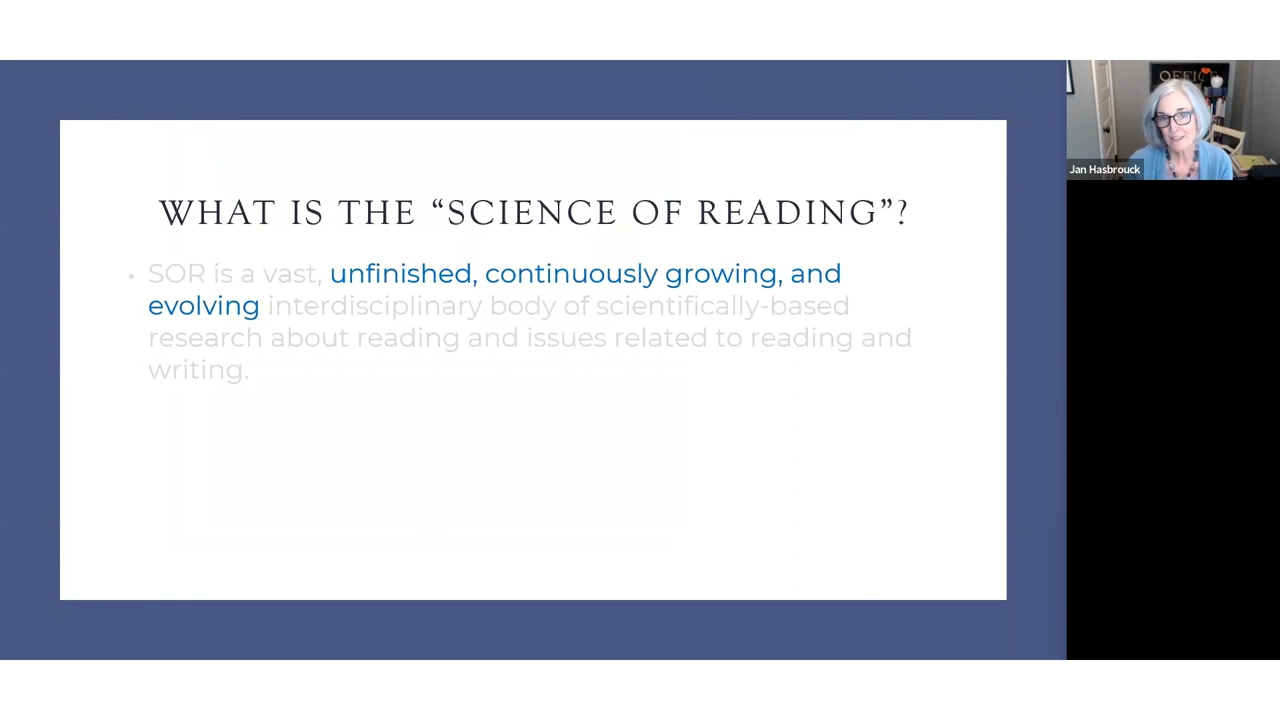 WHAT IS THE “SCIENCE OF READING”?
• SOR is a vast, unfinished, continuously growing, and
evolving interdisciplinary body of scientifically-based
research about reading and issues related to reading and
writing.
OFFICE
Jan Hasbrouck